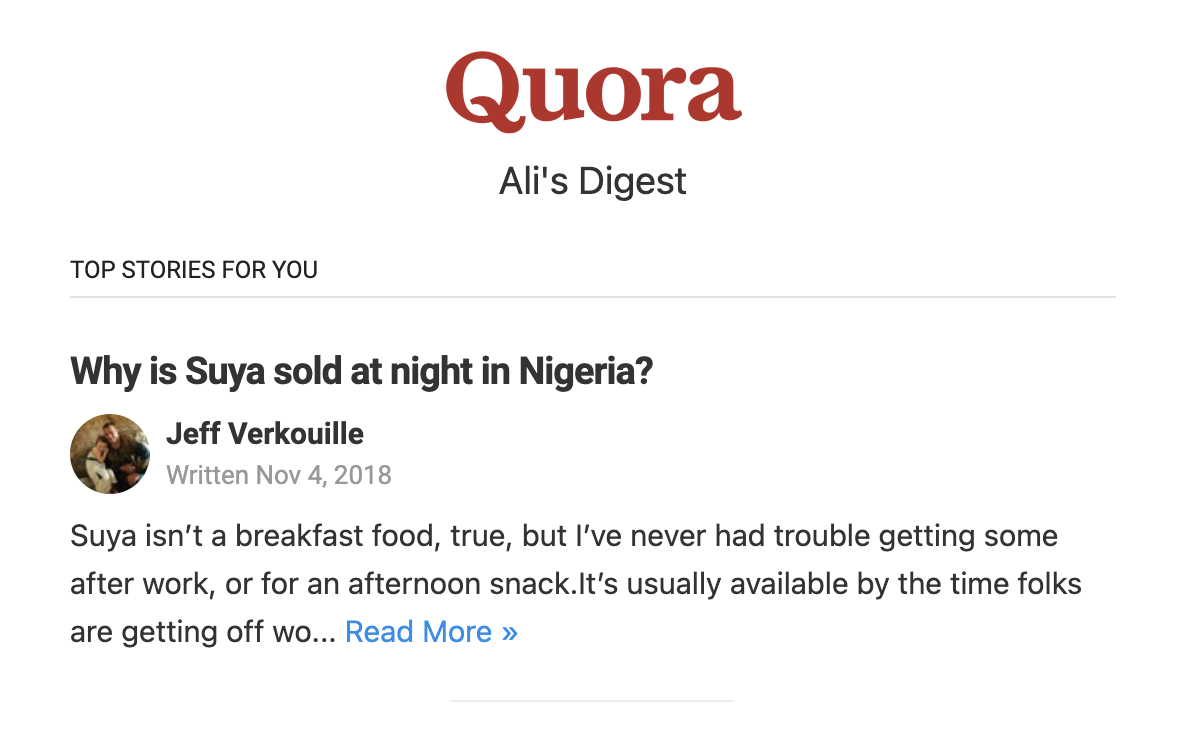 Quora
Ali's Digest
TOP STORIES FOR YOU
Why is Suya sold at night in Nigeria?
Jeff Verkouille
Written Nov 4, 2018
Suya isn’t a breakfast food, true, but I’ve never had trouble getting some
after work, or for an afternoon snack.It’s usually available by the time folks
are getting off wo... Read More »